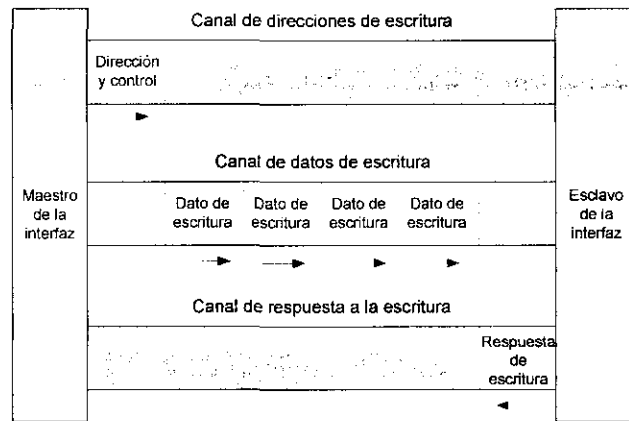 Canal de direcciones de escritura
Dirección
y control
Canal de datos de escritura
Maestro
de la
interfaz
Dato de
escritura
Dato de
escritura
Dato de
escritura
Dato de
escritura
Esclavo
de la
interfaz
Canal de respuesta a la escritura
Respuesta
de
escritura